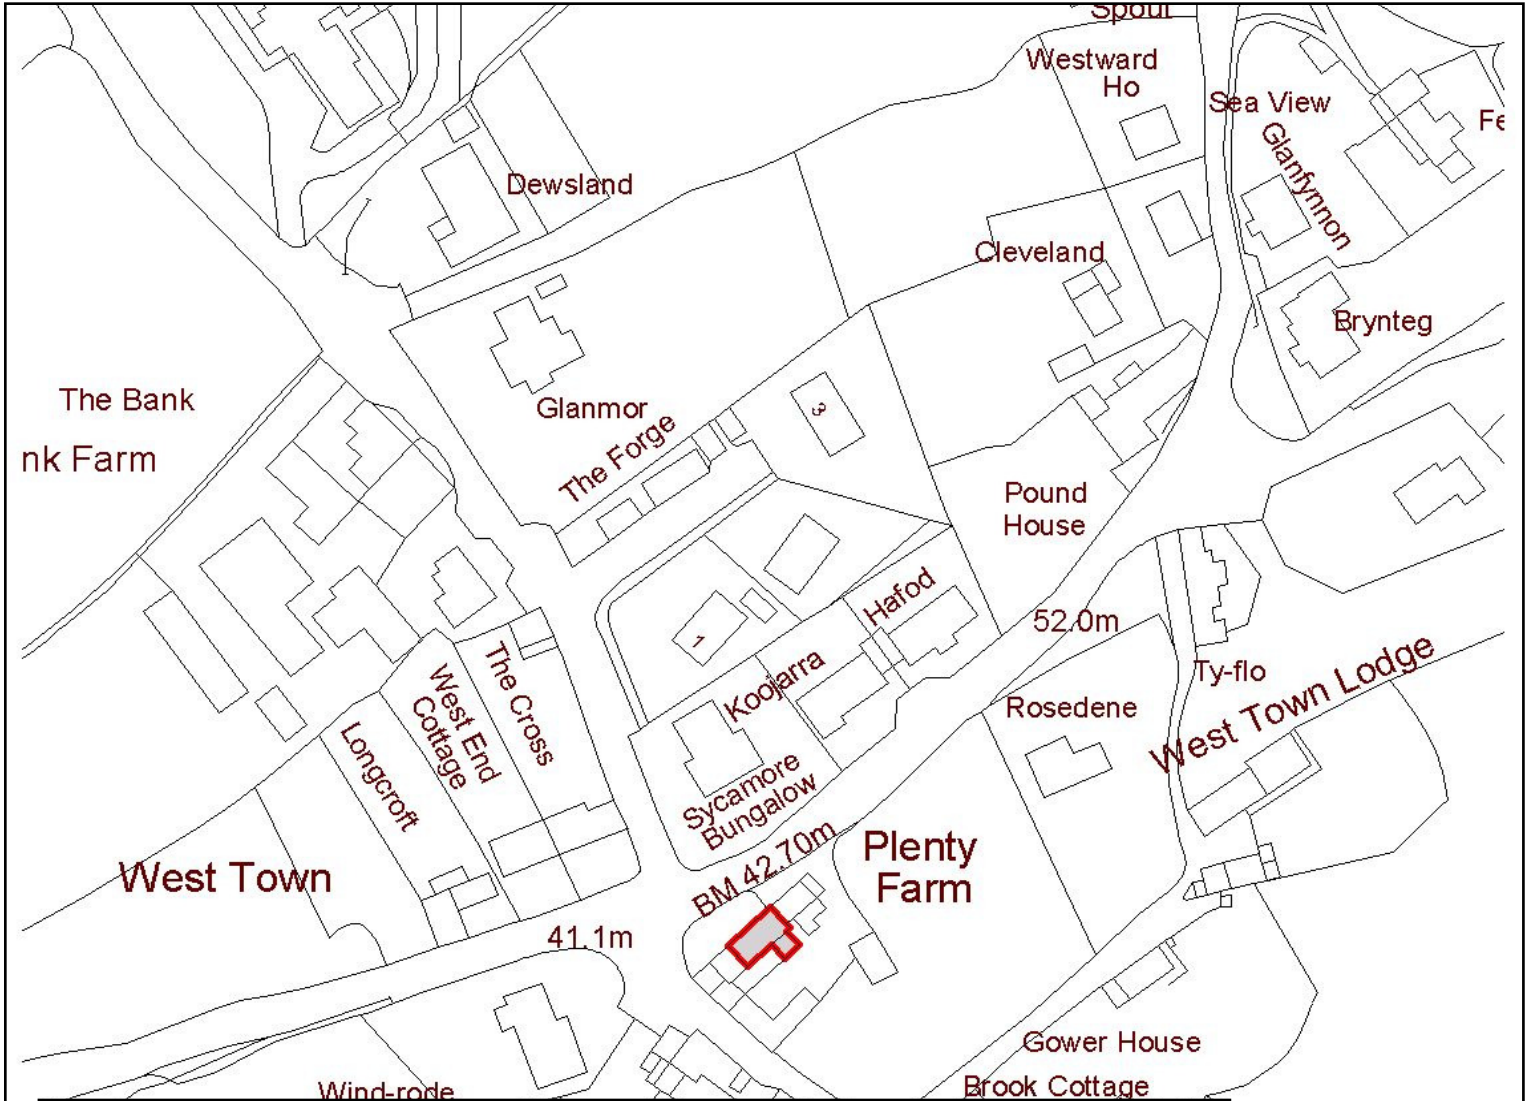 Spout
Westward
Ho
Sea View
Glanfynnon
Dewsland
Cleveland
Brynteg
The Bank
nk Farm
Glanmor
The Forge
3
Pound
House
Hafod
52.0m
1
Koojarra
The Cross
West End
Cottage
Longcroft
Ty-flo
West Town Lodge
Rosedene
Sycamore
Bungalow
BM 42.70m
Plenty
Farm
West Town
41.1m
Gower House
Brook Cottage
Wind-rode